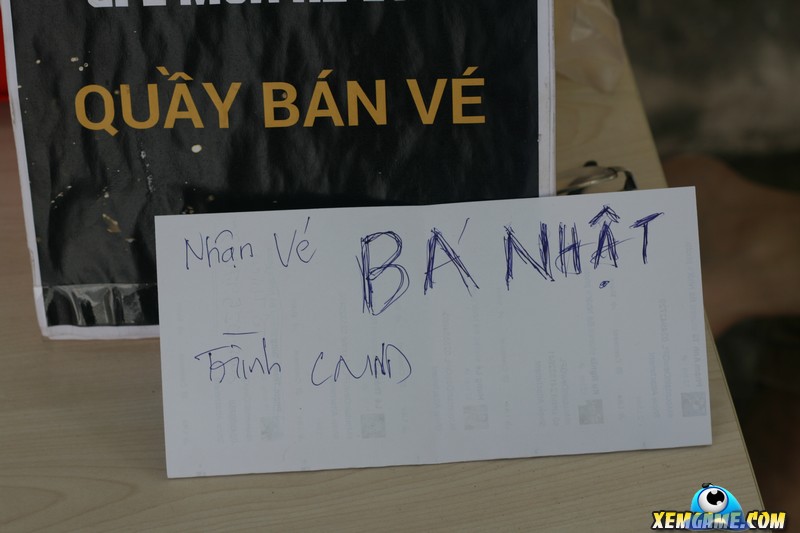 QUẦY BÁN VÉ
Nhận Vé BÁ NHẬT
Trình CMND
XEMGAME.COM